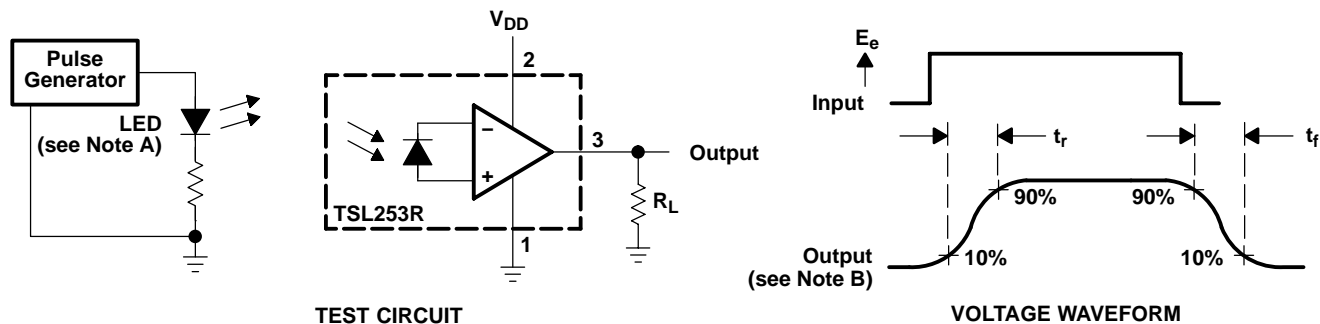 Pulse
Generator
LED
(see Note A)
V_DD
2
−
+
3
Output
R_L
TSL253R
1
TEST CIRCUIT
E_e
Input
t_r
t_f
90%
90%
10%
10%
Output
(see Note B)
VOLTAGE WAVEFORM